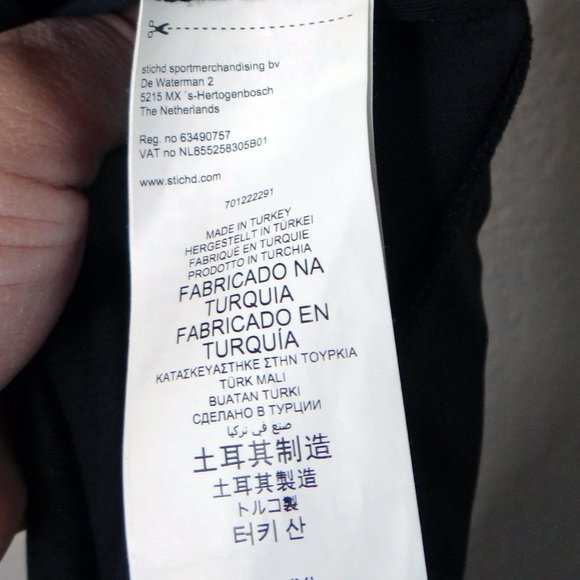 stichd sportmerchandising bv
De Waterman 2
5215 MX `s-Hertogenbosch
The Netherlands
Reg. no 63490757
VAT no NL855258305B01
www.stichd.com
701222291
MADE IN TURKEY
HERGESTELLT IN TÜRKEI
FABRIQUÉ EN TURQUIE
PRODOTTO IN TURCHIA
FABRICADO NA
TURQUIA
FABRICADO EN
TURQUÍA
ΚΑΤΑΣΚΕΥΑΣΤΗΚΕ ΣΤΗΝ ΤΟΥΡΚΙΑ
TÜRK MALI
BUATAN TURKI
СДЕЛАНО В ТУРЦИИ
صنع في تركيا
土耳其制造
土耳其製造
トルコ製
터키 산